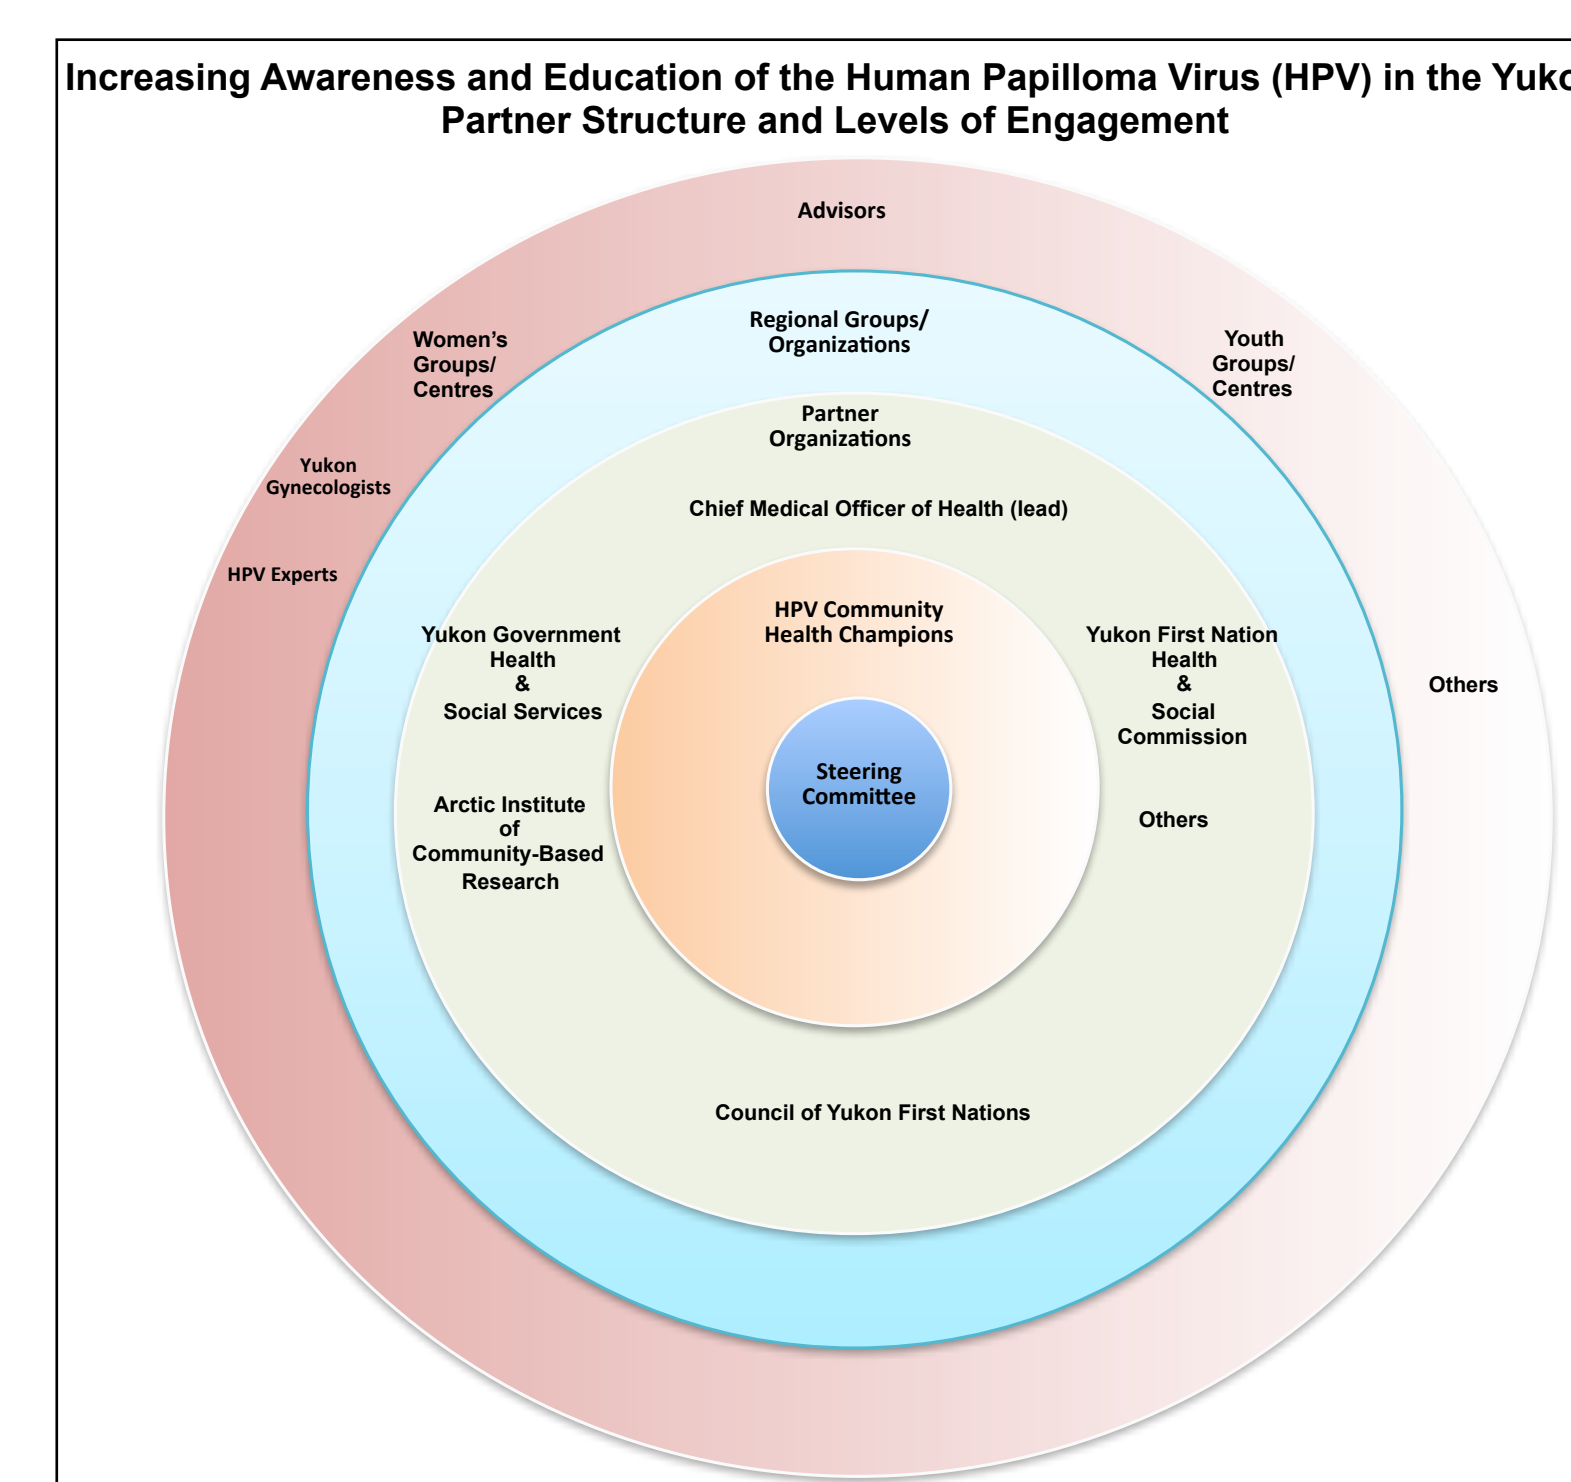 Increasing Awareness and Education of the Human Papilloma Virus (HPV) in the Yuko
Partner Structure and Levels of Engagement
Advisors
Regional Groups/
Organizations
Women's
Groups/
Centres
Youth
Groups/
Centres
Partner
Organizations
Yukon
Gynecologists
Chief Medical Officer of Health (lead)
HPV Experts
HPV Community
Health Champions
Yukon Government
Health
&
Social Services
Yukon First Nation
Health
&
Social
Commission
Others
Steering
Committee
Arctic Institute
of
Community-Based
Research
Others
Council of Yukon First Nations